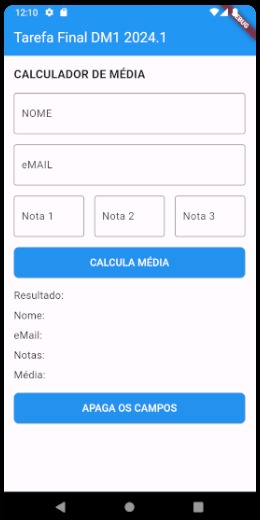 12:10
DEBUG
Tarefa Final DM1 2024.1
CALCULADOR DE MÉDIA
NOME
eMAIL
Nota 1 Nota 2 Nota 3
CALCULA MÉDIA
Resultado:
Nome:
eMail:
Notas:
Média:
APAGA OS CAMPOS